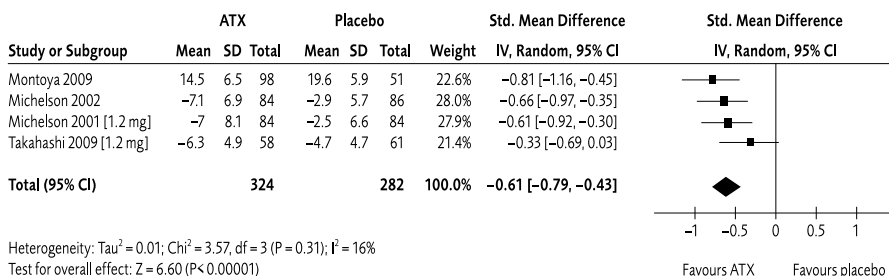 ATX Placebo Std. Mean Difference Std. Mean Difference
Study or Subgroup Mean SD Total Mean SD Total Weight IV, Random, 95% CI IV, Random, 95% CI
Montoya 2009 14.5 6.5 98 19.6 5.9 51 22.6% −0.81 [−1.16, −0.45]
Michelson 2002 −7.1 6.9 84 −2.9 5.7 86 28.0% −0.66 [−0.97, −0.35]
Michelson 2001 [1.2 mg] −7 8.1 84 −2.5 6.6 84 27.9% −0.61 [−0.92, −0.30]
Takahashi 2009 [1.2 mg] −6.3 4.9 58 −4.7 4.7 61 21.4% −0.33 [−0.69, 0.03]
Total (95% CI) 324 282 100.0% −0.61 [−0.79, −0.43]
−1 −0.5 0 0.5 1
Heterogeneity: Tau² = 0.01; Chi² = 3.57, df = 3 (P = 0.31); I² = 16%
Test for overall effect: Z = 6.60 (P< 0.00001) Favours ATX Favours placebo